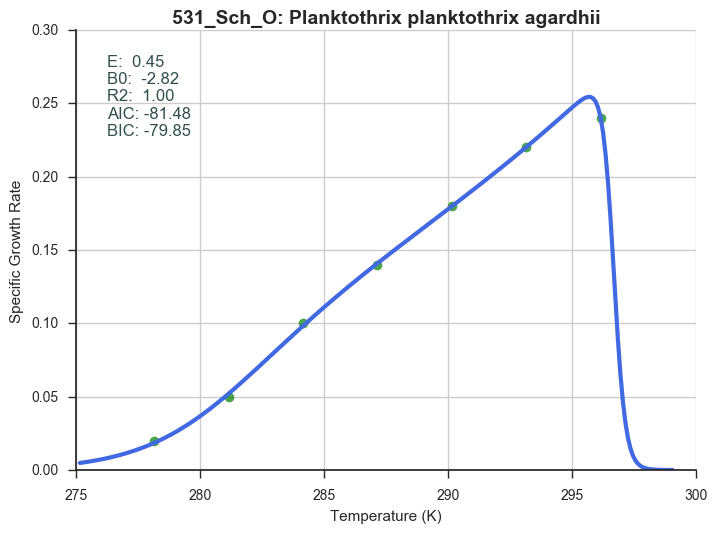 531_Sch_O: Planktothrix planktothrix agardhii
E:  0.45
B0:  -2.82
R2:  1.00
AIC: -81.48
BIC: -79.85
Specific Growth Rate
0.30
0.25
0.20
0.15
0.10
0.05
0.00
275 280 285 290 295 300
Temperature (K)